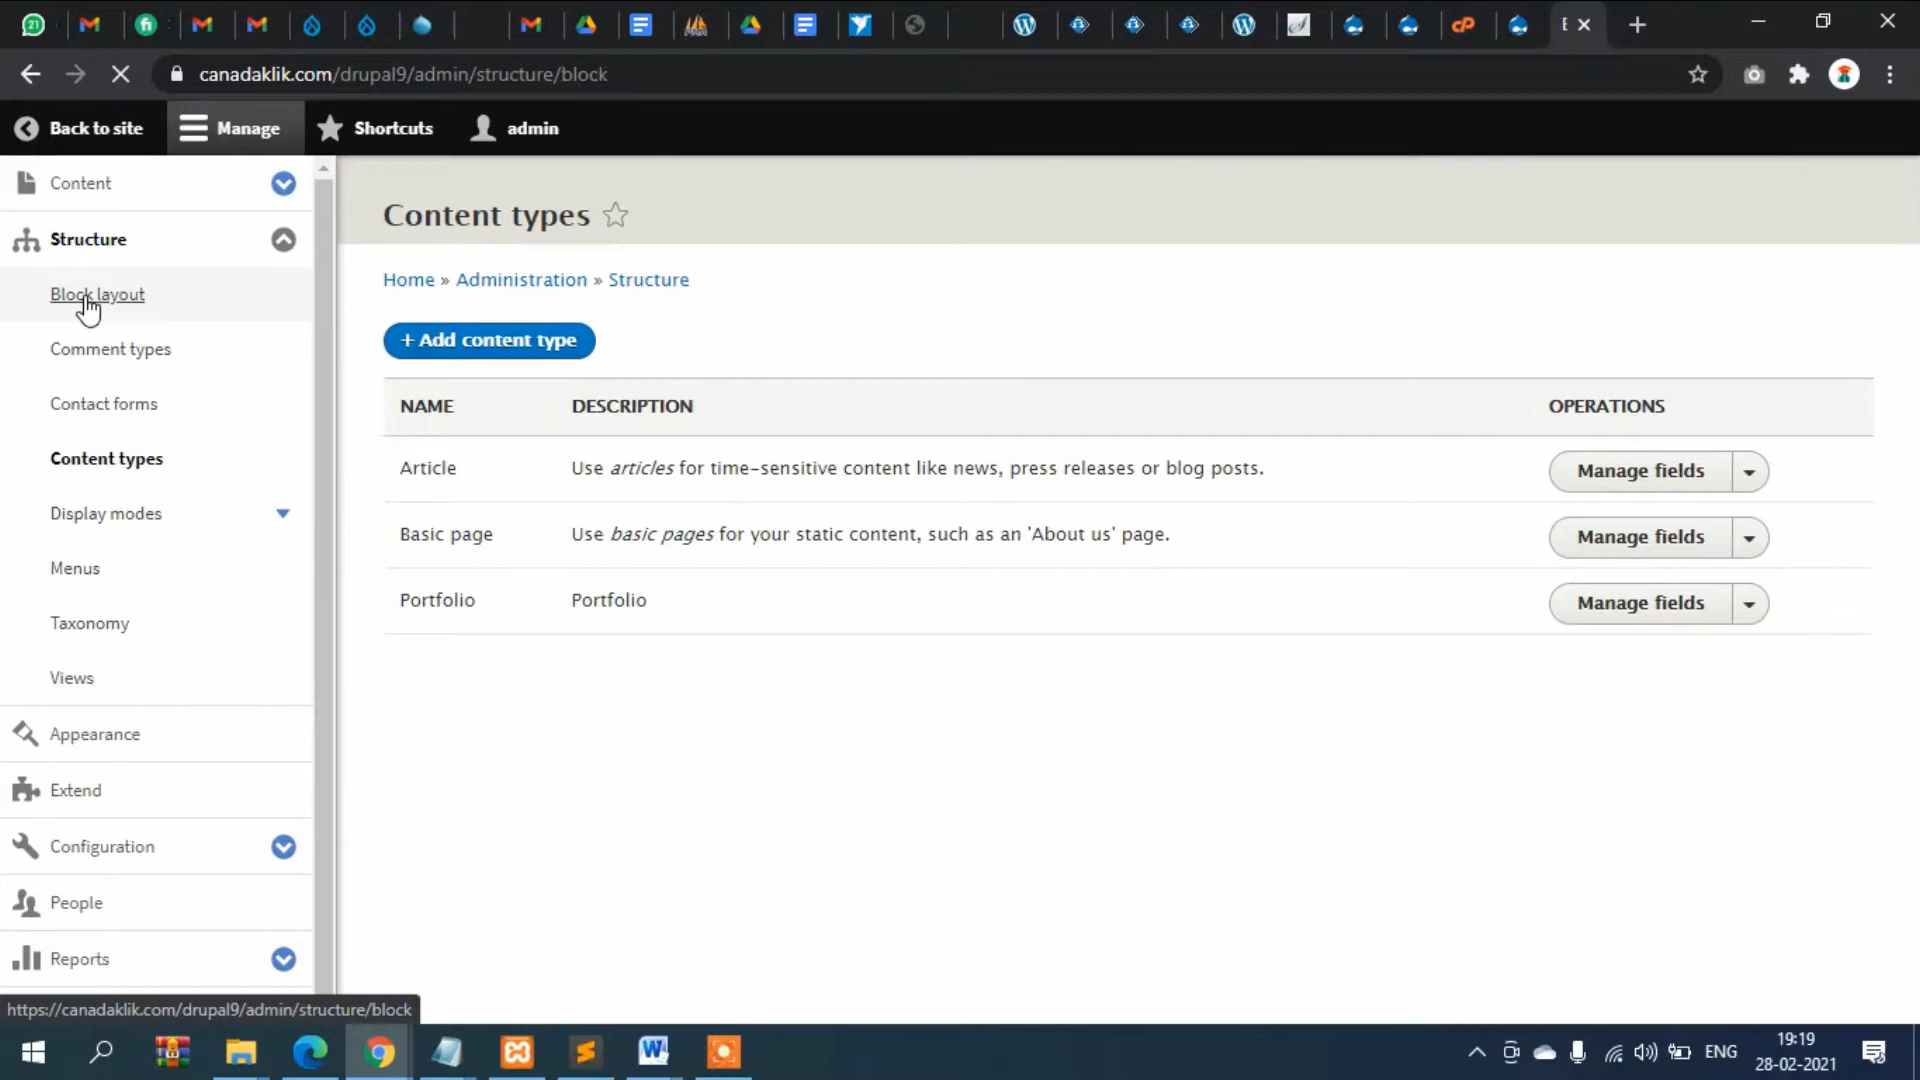 21
canadaklik.com/drupal9/admin/structure/block
Back to site
Manage
Shortcuts
admin
Content
Structure
Block layout
Comment types
Contact forms
Content types
Display modes
Menus
Taxonomy
Views
Appearance
Extend
Configuration
People
Reports
Content types
Home » Administration » Structure
+ Add content type
NAME DESCRIPTION OPERATIONS
Article Use articles for time-sensitive content like news, press releases or blog posts. Manage fields
Basic page Use basic pages for your static content, such as an 'About us' page. Manage fields
Portfolio Portfolio Manage fields
https://canadaklik.com/drupal9/admin/structure/block
ENG
19:19
28-02-2021